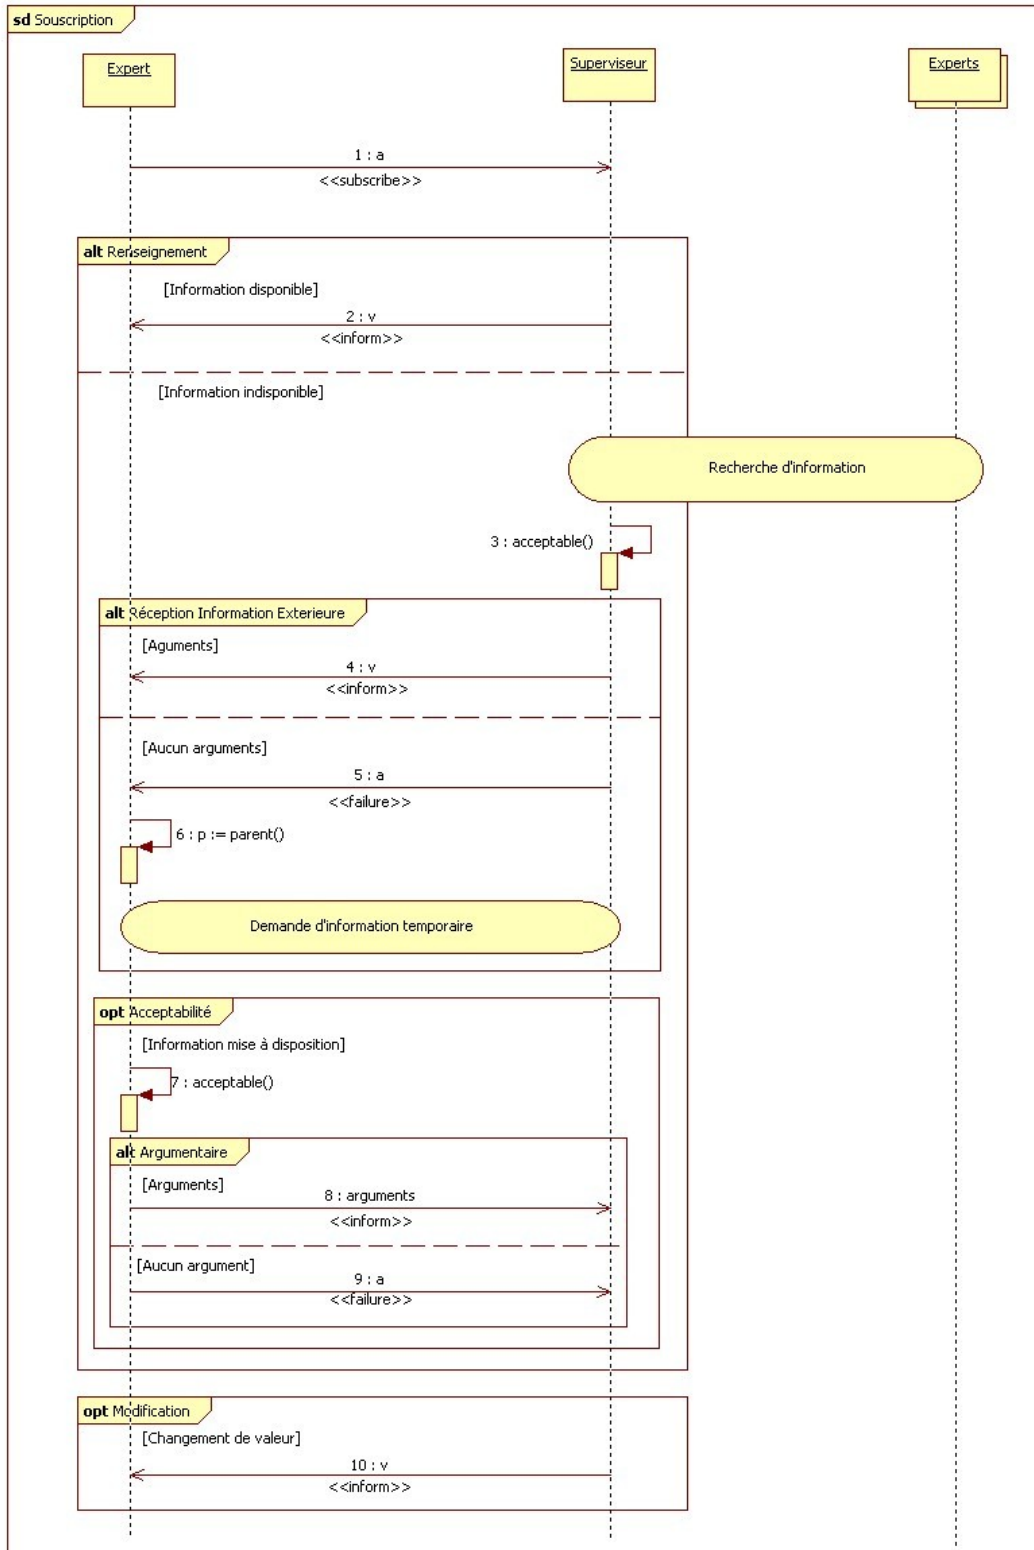 sd Souscription
Expert
Superviseur
Experts
1 : a
<<subscribe>>
alt Renseignement
[Information disponible]
2 : v
<<inform>>
[Information indisponible]
Recherche d'information
3 : acceptable()
alt Réception Information Exterieure
[Aguments]
4 : v
<<inform>>
[Aucun arguments]
5 : a
<<failure>>
6 : p := parent()
Demande d'information temporaire
opt Acceptabilité
[Information mise à disposition]
7 : acceptable()
alt Argumentaire
[Arguments]
8 : arguments
<<inform>>
[Aucun argument]
9 : a
<<failure>>
opt Modification
[Changement de valeur]
10 : v
<<inform>>